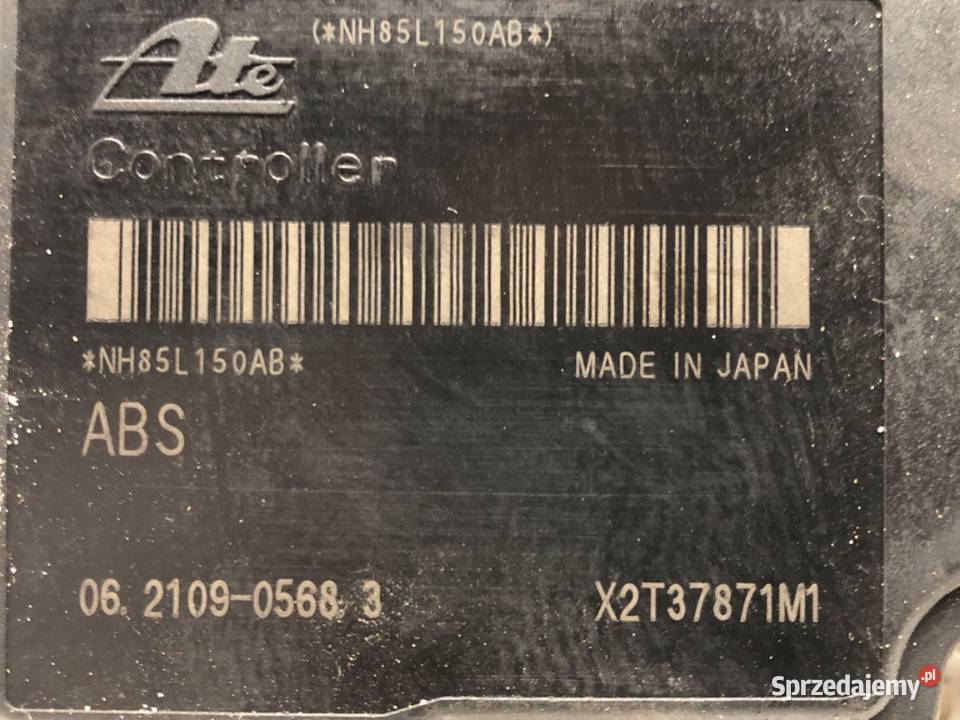 (*NH85L150AB*)
Ate
Controller
*NH85L150AB*
MADE IN JAPAN
ABS
06.2109-0568.3
X2T37871M1
Sprzedajemy.pl